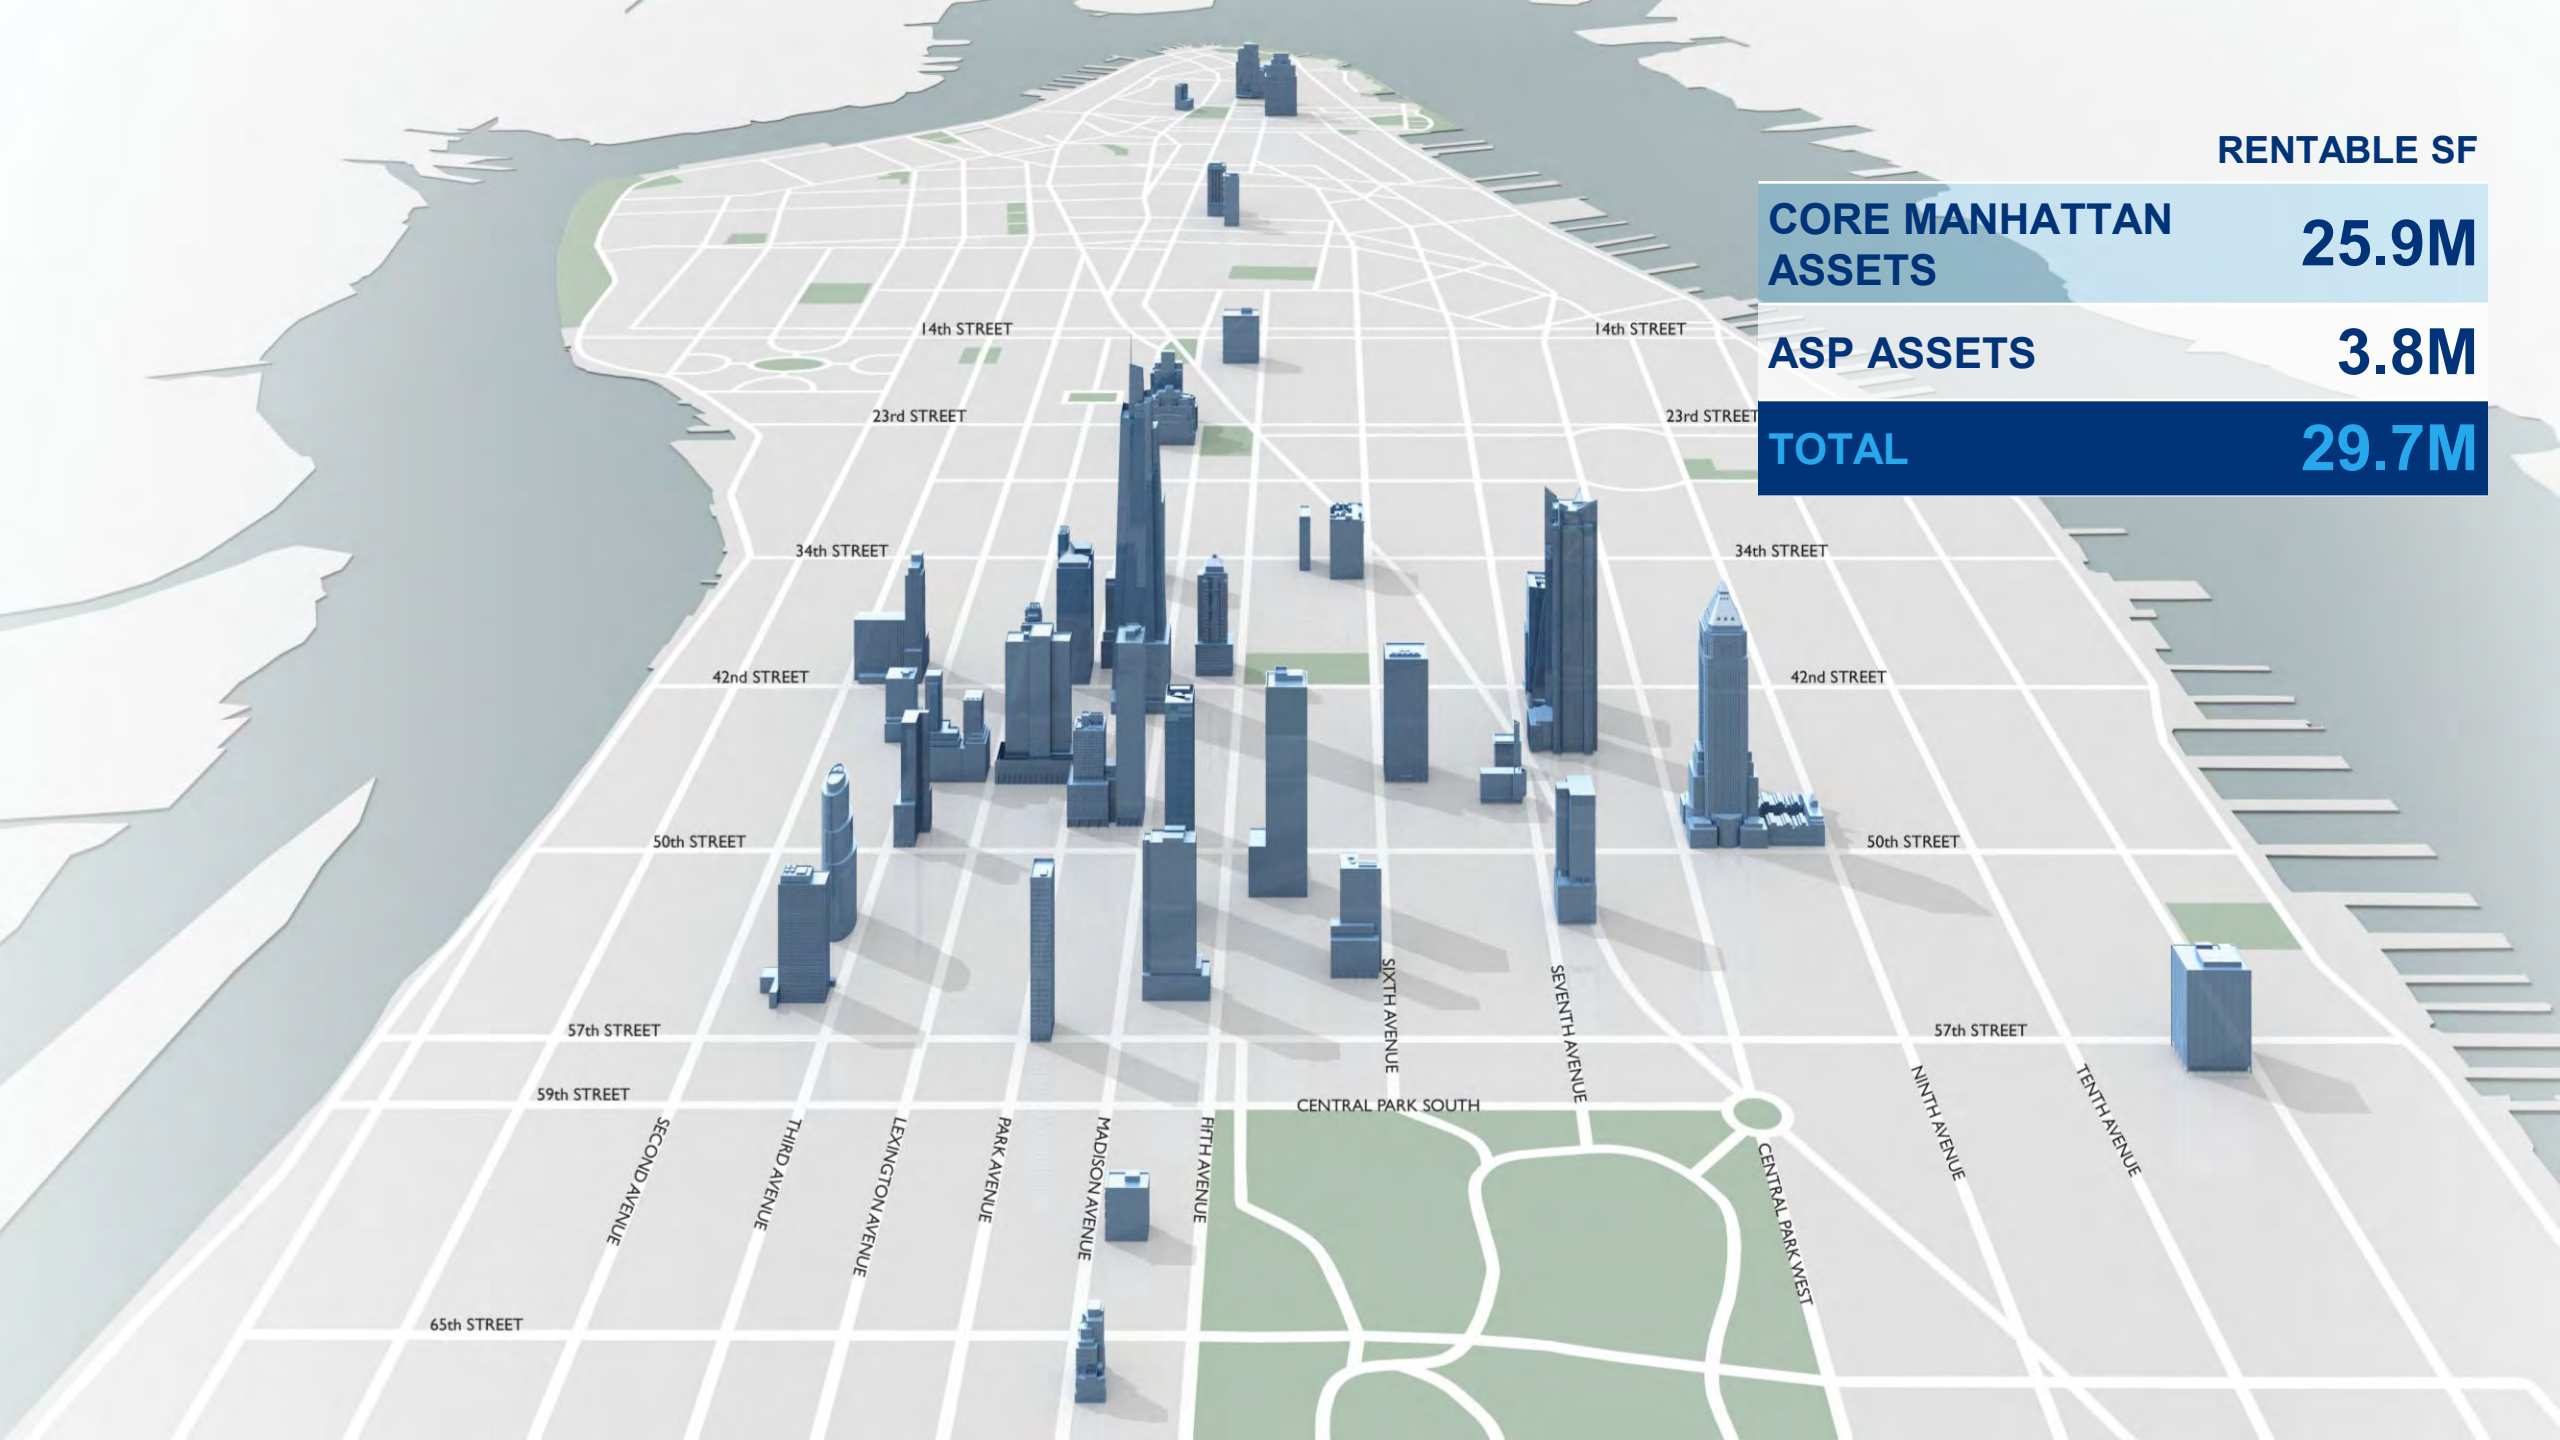 RENTABLE SF
CORE MANHATTAN
ASSETS
25.9M
ASP ASSETS 3.8M
TOTAL 29.7M
14th STREET
14th STREET
23rd STREET
23rd STREET
34th STREET
34th STREET
42nd STREET
42nd STREET
50th STREET
50th STREET
57th STREET
57th STREET
59th STREET
CENTRAL PARK SOUTH
SIXTH AVENUE
SEVENTH AVENUE
NINTH AVENUE
TENTH AVENUE
SECOND AVENUE
THIRD AVENUE
LEXINGTON AVENUE
PARK AVENUE
MADISON AVENUE
FIFTH AVENUE
CENTRAL PARK WEST
65th STREET